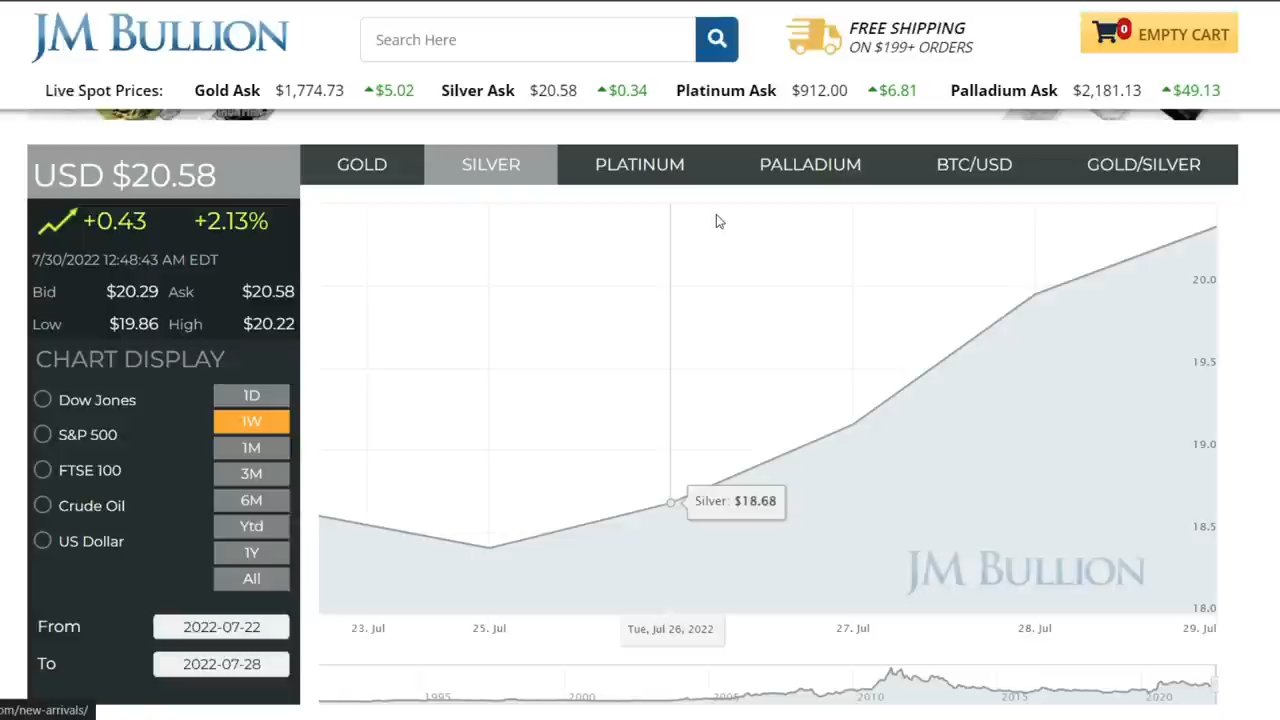 JM BULLION
Search Here
FREE SHIPPING
ON $199+ ORDERS
0
EMPTY CART
Live Spot Prices: Gold Ask $1,774.73 $5.02 Silver Ask $20.58 $0.34 Platinum Ask $912.00 $6.81 Palladium Ask $2,181.13 $49.13
USD $20.58
+0.43 +2.13%
7/30/2022 12:48:43 AM EDT
Bid $20.29 Ask $20.58
Low $19.86 High $20.22
CHART DISPLAY
Dow Jones
S&P 500
FTSE 100
Crude Oil
US Dollar
1D
1W
1M
3M
6M
Ytd
1Y
All
From 2022-07-22
To 2022-07-28
GOLD SILVER PLATINUM PALLADIUM BTC/USD GOLD/SILVER
20.0
19.5
19.0
Silver: $18.68
18.5
JM BULLION
18.0
23. Jul 25. Jul Tue, Jul 26, 2022 27. Jul 28. Jul 29. Jul
1995 2000 2005 2010 2015 2020
om/new-arrivals/